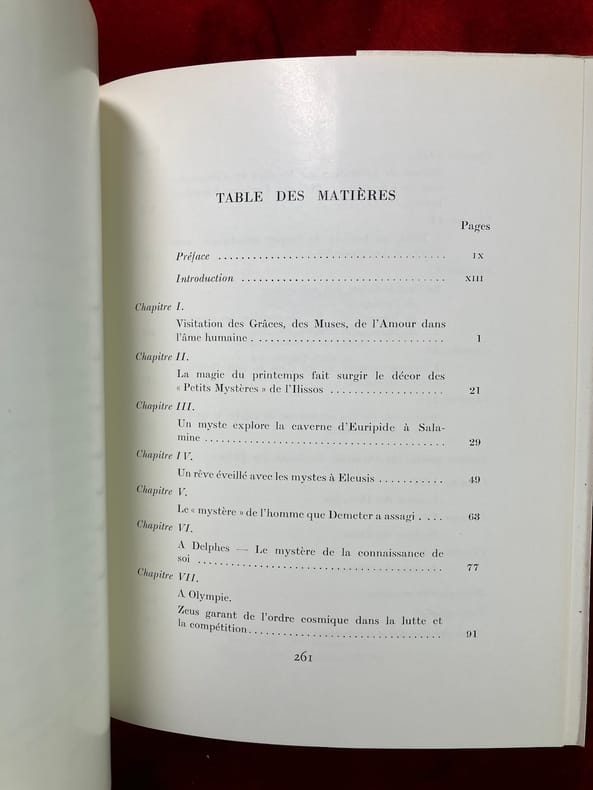 TABLE DES MATIÈRES
Pages
Préface ..................................... IX
Introduction .................................. XIII
Chapitre I.
Visitation des Grâces, des Muses, de l'Amour dans
l'âme humaine ................................ 1
Chapitre II.
La magie du printemps fait surgir le décor des
« Petits Mystères » de l'Ilissos ................... 21
Chapitre III.
Un myste explore la caverne d'Euripide à Sala-
mine ........................................ 29
Chapitre IV.
Un rêve éveillé avec les mystes à Eleusis ........... 49
Chapitre V.
Le « mystère » de l'homme que Demeter a assagi .... 63
Chapitre VI.
A Delphes — Le mystère de la connaissance de
soi ........................................ 77
Chapitre VII.
A Olympie.
Zeus garant de l'ordre cosmique dans la lutte et
la compétition ................................ 91
261